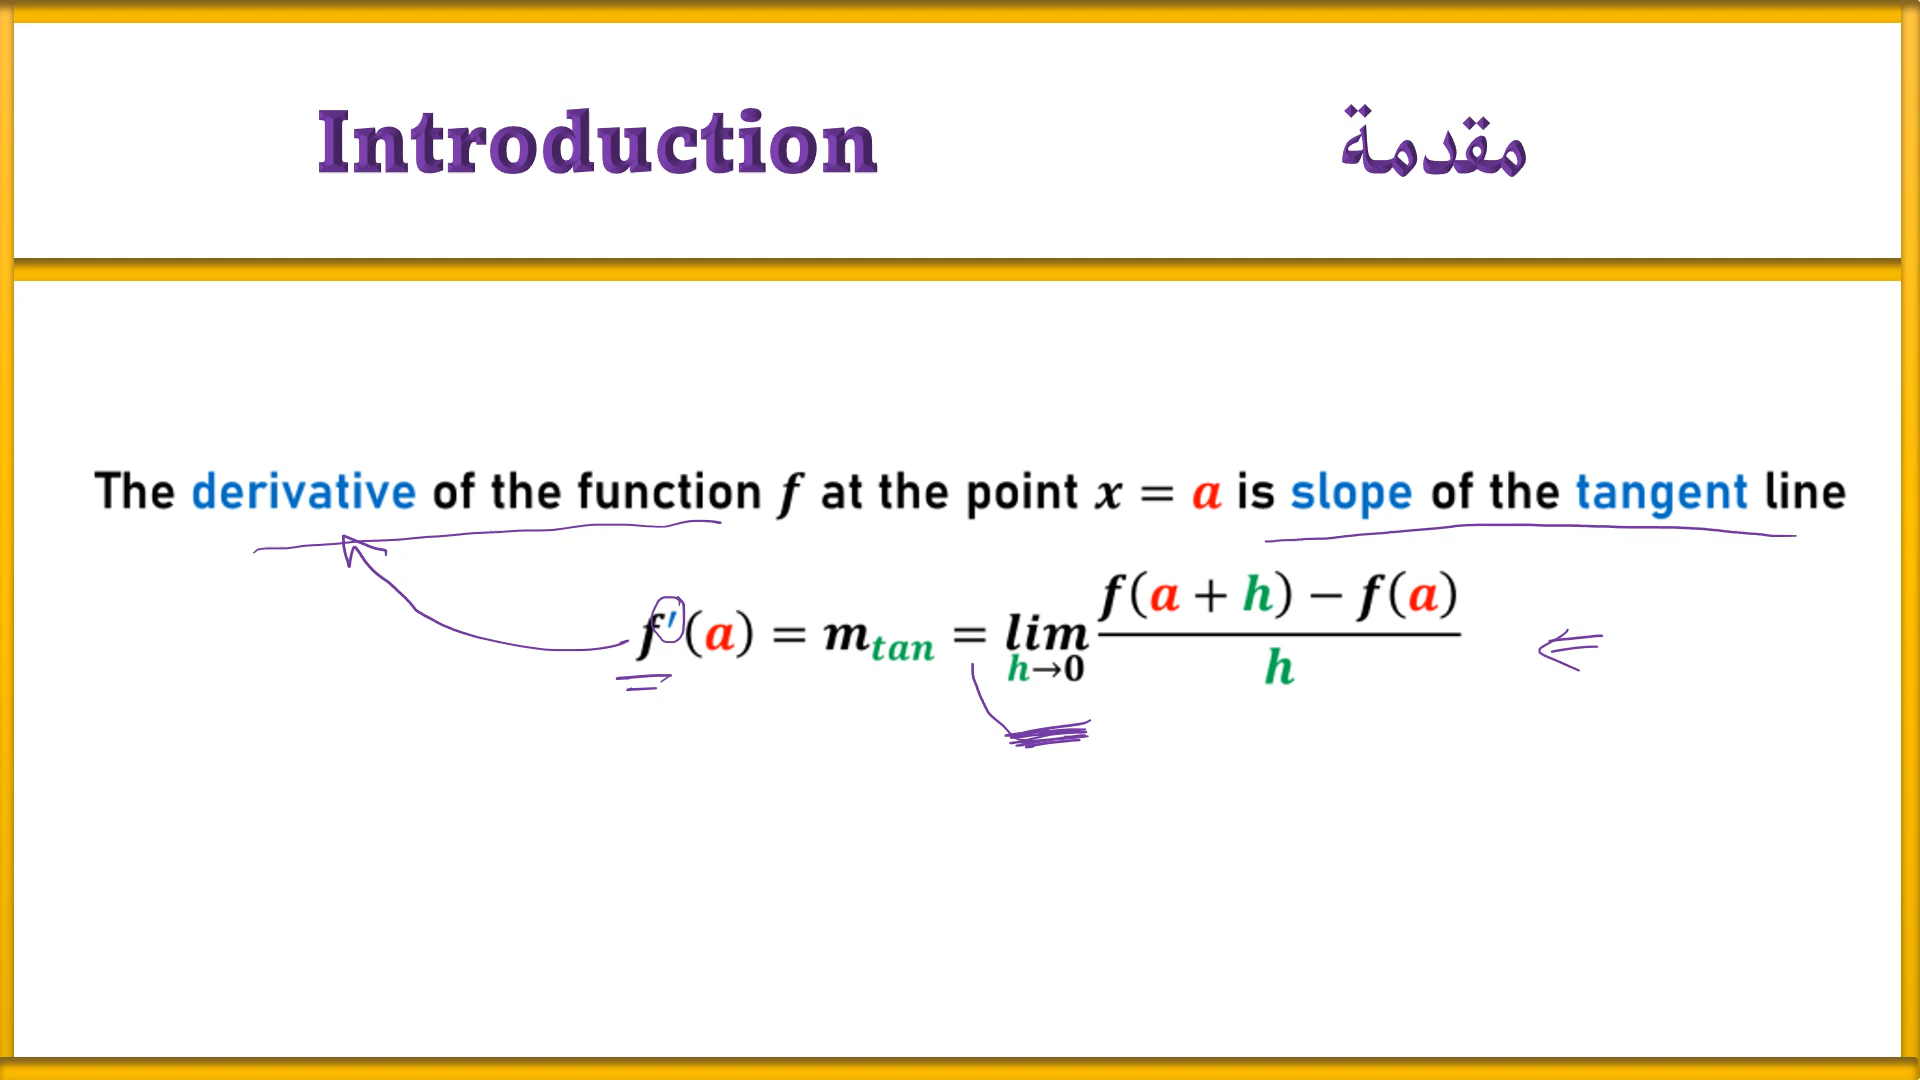 Introduction
مقدمة
The derivative of the function f at the point x = a is slope of the tangent line
f′(a) = m_tan = lim_{h→0} (f(a + h) − f(a)) / h